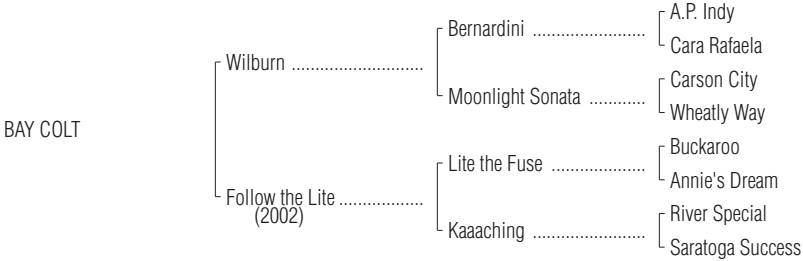 A.P. Indy
Bernardini ........................
Cara Rafaela
Wilburn ............................
Carson City
Moonlight Sonata ............
Wheatly Way
BAY COLT
Buckaroo
Lite the Fuse ....................
Annie's Dream
Follow the Lite ..................
(2002)
River Special
Kaaaching ........................
Saratoga Success